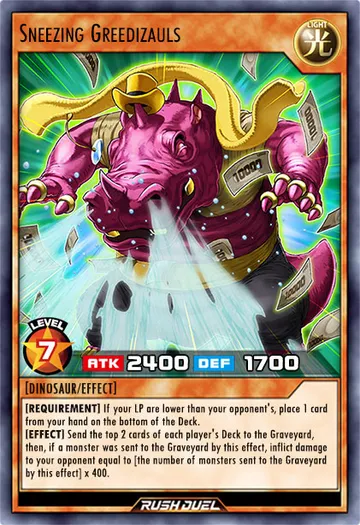 Sneezing Greedizauls
LIGHT
光
10000
10000
LEVEL
7
ATK 2400 DEF 1700
[DINOSAUR/EFFECT]
[REQUIREMENT] If your LP are lower than your opponent's, place 1 card
from your hand on the bottom of the Deck.
[EFFECT] Send the top 2 cards of each player's Deck to the Graveyard,
then, if a monster was sent to the Graveyard by this effect, inflict damage
to your opponent equal to [the number of monsters sent to the Graveyard
by this effect] x 400.
RUSH DUEL